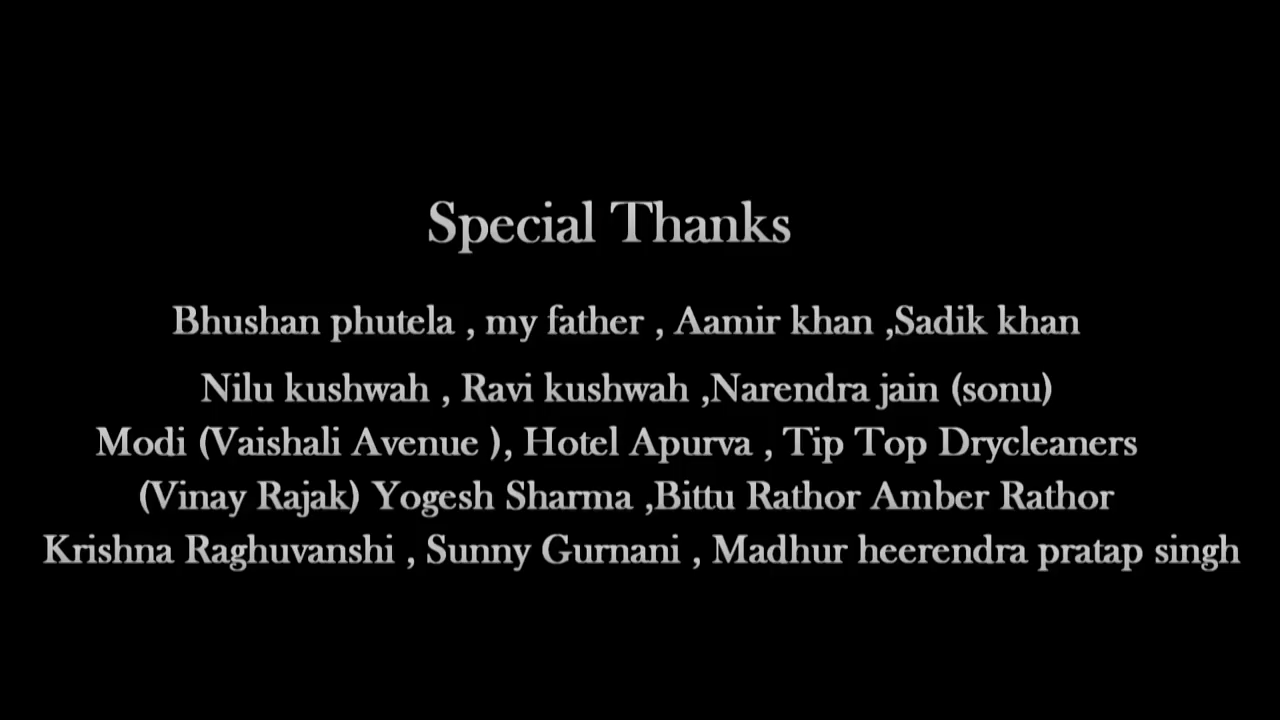 Special Thanks
Bhushan phutela , my father , Aamir khan ,Sadik khan
Nilu kushwah , Ravi kushwah ,Narendra jain (sonu)
Modi (Vaishali Avenue ), Hotel Apurva , Tip Top Drycleaners
(Vinay Rajak) Yogesh Sharma ,Bittu Rathor Amber Rathor
Krishna Raghuvanshi , Sunny Gurnani , Madhur heerendra pratap singh